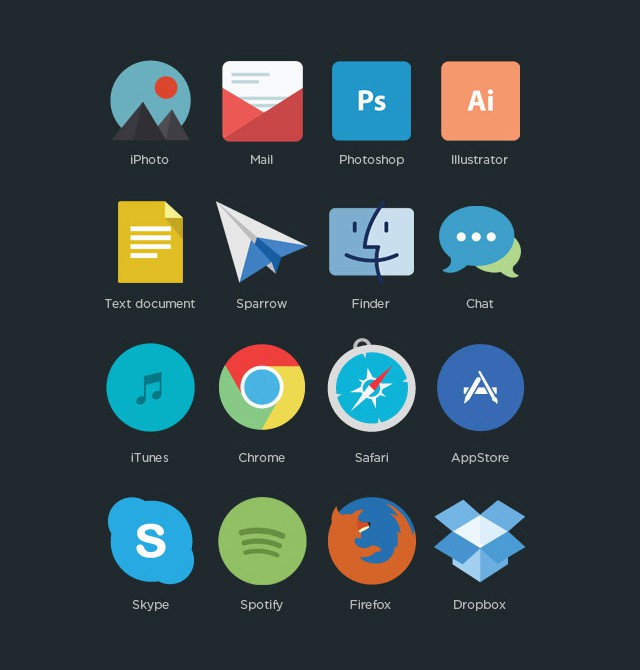 Ps
Ai
iPhoto
Mail
Photoshop
Illustrator
Text document
Sparrow
Finder
Chat
iTunes
Chrome
Safari
AppStore
S
Skype
Spotify
Firefox
Dropbox